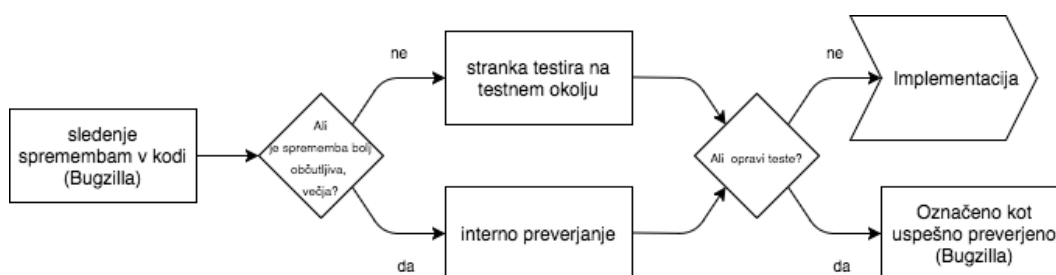 sledenje
spremembam v kodi
(Bugzilla)
Ali
je sprememba bolj
občutljiva,
večja?
ne
stranka testira na
testnem okolju
da
interno preverjanje
Ali opravi teste?
ne
Implementacija
da
Označeno kot
uspešno preverjeno
(Bugzilla)